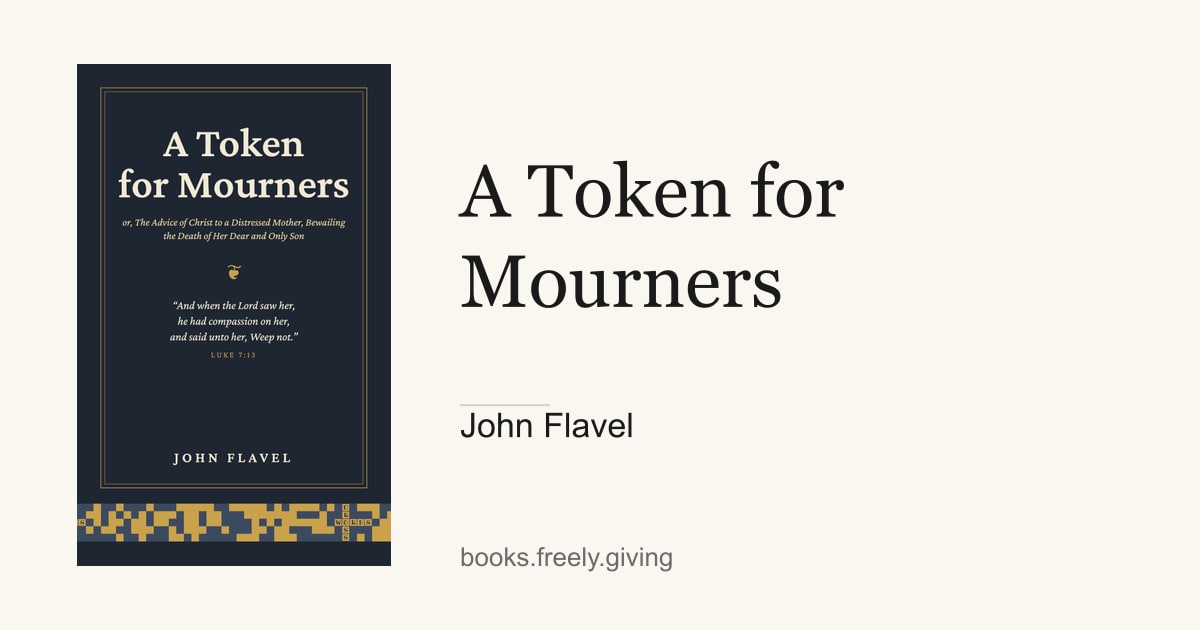 A Token
for Mourners
or, The Advice of Christ to a Distressed Mother, Bewailing
the Death of Her Dear and Only Son
“And when the Lord saw her,
he had compassion on her,
and said unto her, Weep not.”
LUKE 7:13
JOHN FLAVEL
A Token for
Mourners
John Flavel
books.freely.giving